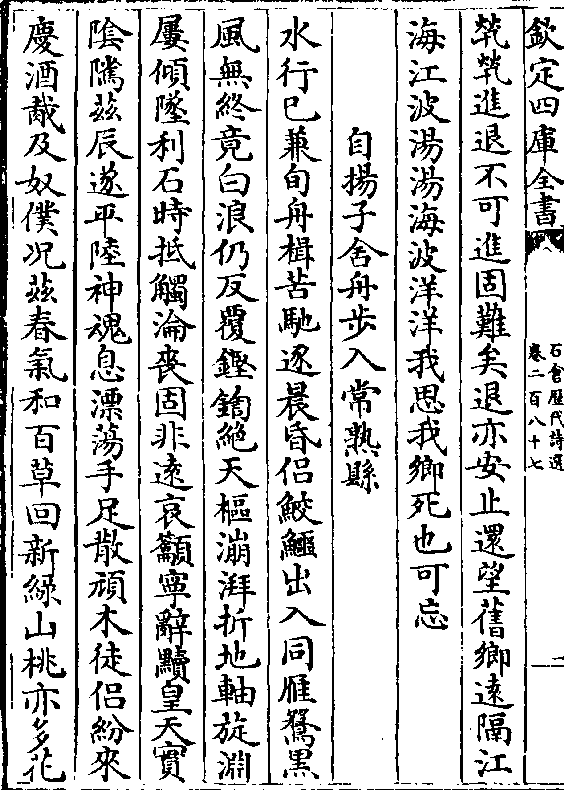 欽定四庫全書
石倉歷代詩選
卷二百八十七
二
煢煢進退不可進固難矣退亦安止還望舊鄉遠隔江
海江波湯湯海波洋洋我思我鄉死也可忘
自揚子舍舟步入常熟縣
水行已兼旬舟楫苦馳逐晨昏侣鮫鱷出入同雁鶩黑
風無終竟白浪仍反覆鏗鍧絶天樞漰湃折地軸旋淵
屢傾墜利石時抵觸淪喪固非遠哀籲寧辭黷皇天實
陰隲兹辰遂平陸神魂息漂蕩手足散頑木徒侣紛來
慶酒胾及奴僕况兹春氣和百草回新緑山桃亦多花